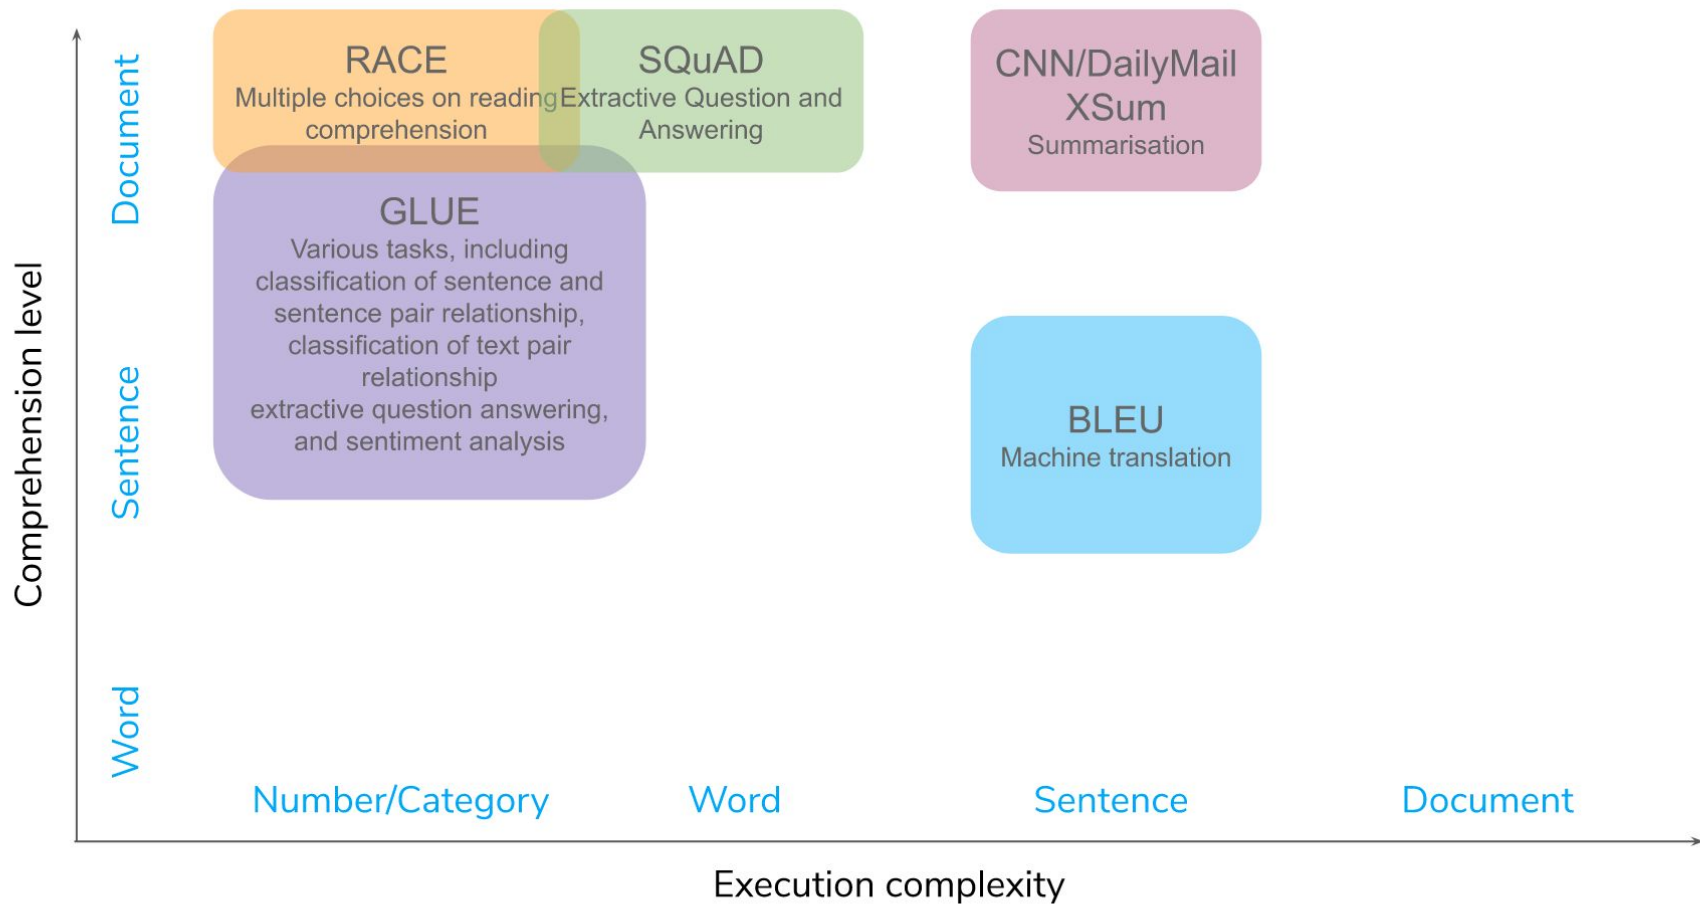 Comprehension level
Document
Sentence
Word
RACE
Multiple choices on reading
comprehension
SQuAD
Extractive Question and
Answering
CNN/DailyMail
XSum
Summarisation
GLUE
Various tasks, including
classification of sentence and
sentence pair relationship,
classification of text pair
relationship
extractive question answering,
and sentiment analysis
BLEU
Machine translation
Number/Category
Word
Sentence
Document
Execution complexity